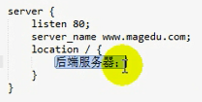 server {
listen 80;
server_name www.magedu.com;
location / {
后端服务器;
}
}